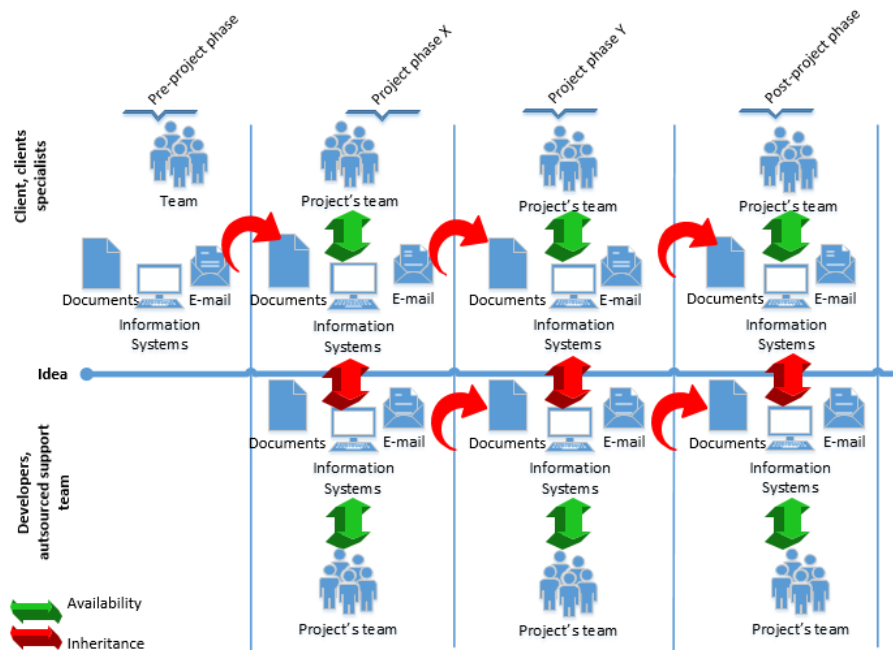 Pre-project phase
Project phase X
Project phase Y
Post-project phase
Client, clients
specialists
Team
Project's team
Project's team
Project's team
Documents
E-mail
Information
Systems
Documents
E-mail
Information
Systems
Documents
E-mail
Information
Systems
Documents
E-mail
Information
Systems
Idea
Developers,
autsourced support
team
Documents
E-mail
Information
Systems
Documents
E-mail
Information
Systems
Documents
E-mail
Information
Systems
Project's team
Project's team
Project's team
Availability
Inheritance